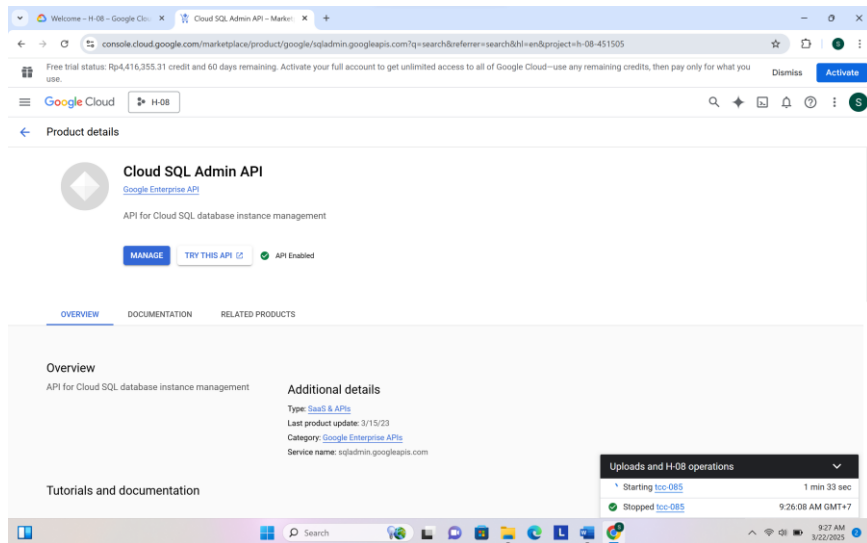 Welcome – H-08 – Google Clou
Cloud SQL Admin API – Market
console.cloud.google.com/marketplace/product/google/sqladmin.googleapis.com?q=search&referrer=search&hl=en&project=h-08-451505
Free trial status: Rp4,416,355.31 credit and 60 days remaining. Activate your full account to get unlimited access to all of Google Cloud—use any remaining credits, then pay only for what you
use.
Dismiss
Activate
Google Cloud
H-08
S
Product details
Cloud SQL Admin API
Google Enterprise API
API for Cloud SQL database instance management
MANAGE
TRY THIS API
API Enabled
OVERVIEW
DOCUMENTATION
RELATED PRODUCTS
Overview
API for Cloud SQL database instance management
Additional details
Type: SaaS & APIs
Last product update: 3/15/23
Category: Google Enterprise APIs
Service name: sqladmin.googleapis.com
Tutorials and documentation
Uploads and H-08 operations
Starting tcc-085 1 min 33 sec
Stopped tcc-085 9:26:08 AM GMT+7
Search
9:27 AM
3/22/2025